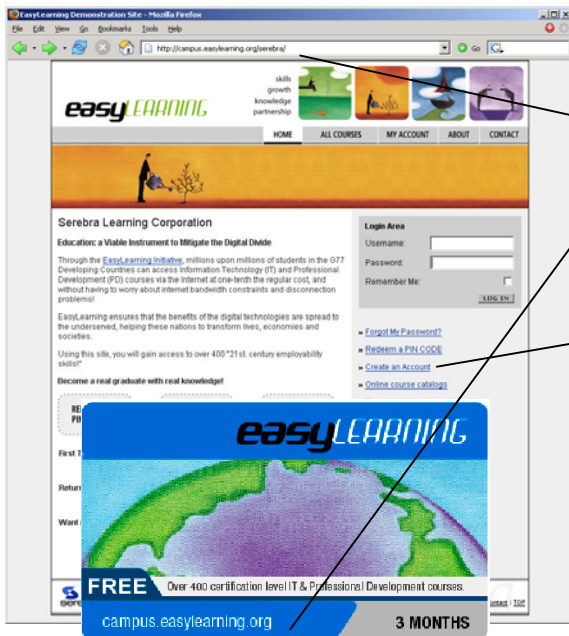 EasyLearning Demonstration Site - Mozilla Firefox
File Edit View Go Bookmarks Tools Help
http://campus.easylearning.org/serebra/
Go
skills
growth
knowledge
partnership
easyLEARNING
HOME ALL COURSES MY ACCOUNT ABOUT CONTACT
Serebra Learning Corporation
Education: a Viable Instrument to Mitigate the Digital Divide
Through the EasyLearning Initiative, millions upon millions of students in the G77
Developing Countries can access Information Technology (IT) and Professional
Development (PD) courses via the Internet at one-tenth the regular cost, and
without having to worry about internet bandwidth constraints and disconnection
problems!
EasyLearning ensures that the benefits of the digital technologies are spread to
the underserved, helping these nations to transform lives, economies and
societies.
Using this site, you will gain access to over 400 "21st. century employability
skills!"
Become a real graduate with real knowledge!
Login Area
Username:
Password:
Remember Me:
LOG IN
» Forgot My Password?
» Redeem a PIN CODE
» Create an Account
» Online course catalogs
First
Want
easyLEARNING
FREE Over 400 certification level IT & Professional Development courses.
campus.easylearning.org 3 MONTHS
TOP